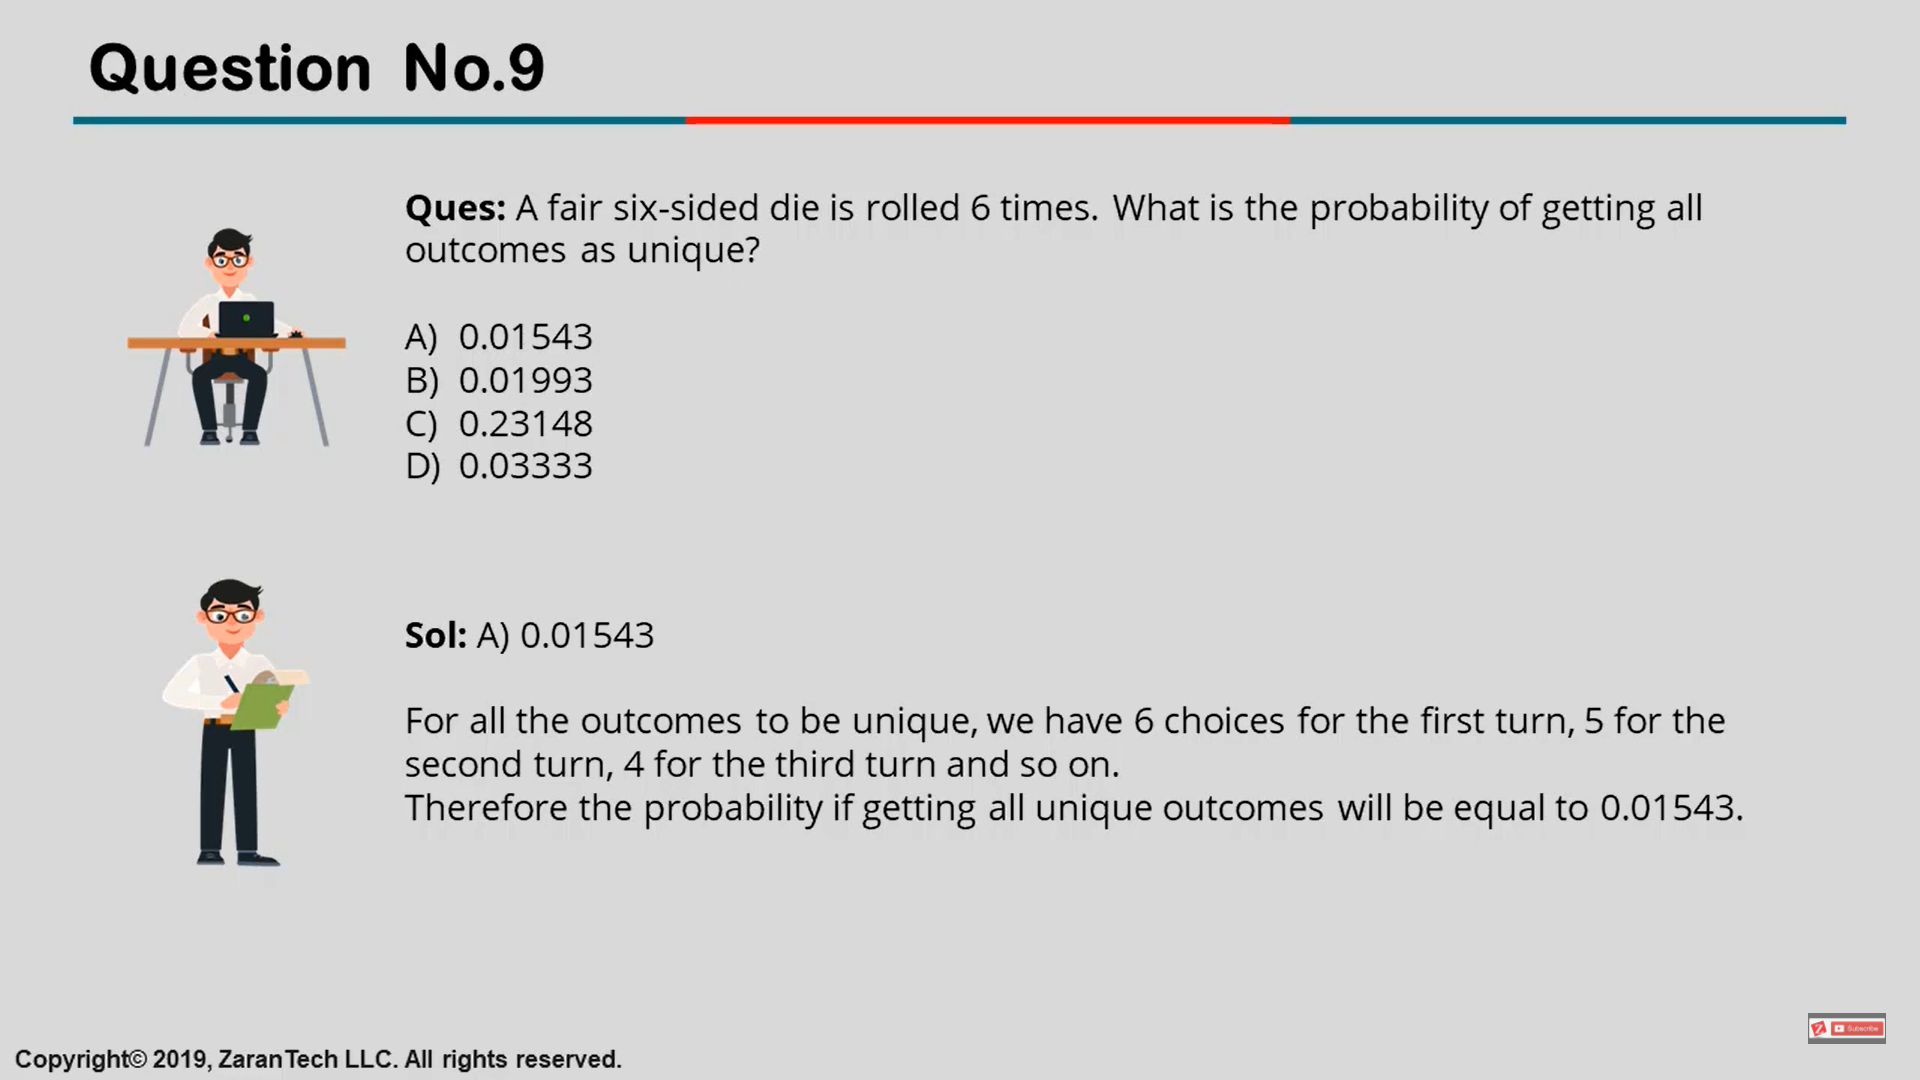 Question No.9
Ques: A fair six-sided die is rolled 6 times. What is the probability of getting all
outcomes as unique?
A) 0.01543
B) 0.01993
C) 0.23148
D) 0.03333
Sol: A) 0.01543
For all the outcomes to be unique, we have 6 choices for the first turn, 5 for the
second turn, 4 for the third turn and so on.
Therefore the probability if getting all unique outcomes will be equal to 0.01543.
Subscribe
Copyright© 2019, ZaranTech LLC. All rights reserved.